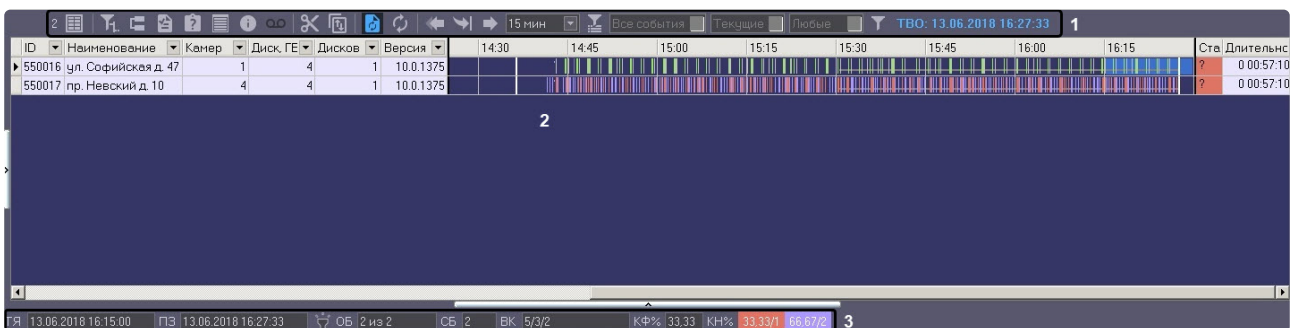 2 15 мин Все события Текущие Любые ТВО: 13.06.2018 16:27:33 1
ID Наименование Камер Диск, ГБ Дисков Версия 14:30 14:45 15:00 15:15 15:30 15:45 16:00 16:15 Ста Длительнс
550016 ул. Софийская д. 47 1 4 1 10.0.1375 ? 0 00:57:10
550017 пр. Невский д. 10 4 4 1 10.0.1375 ? 0 00:57:10
2
ГЯ 13.06.2018 16:15:00 ПЗ 13.06.2018 16:27:33 ОБ 2 из 2 СБ 2 ВК 5/3/2 КФ% 33,33 КН% 33,33/1 66,67/2 3